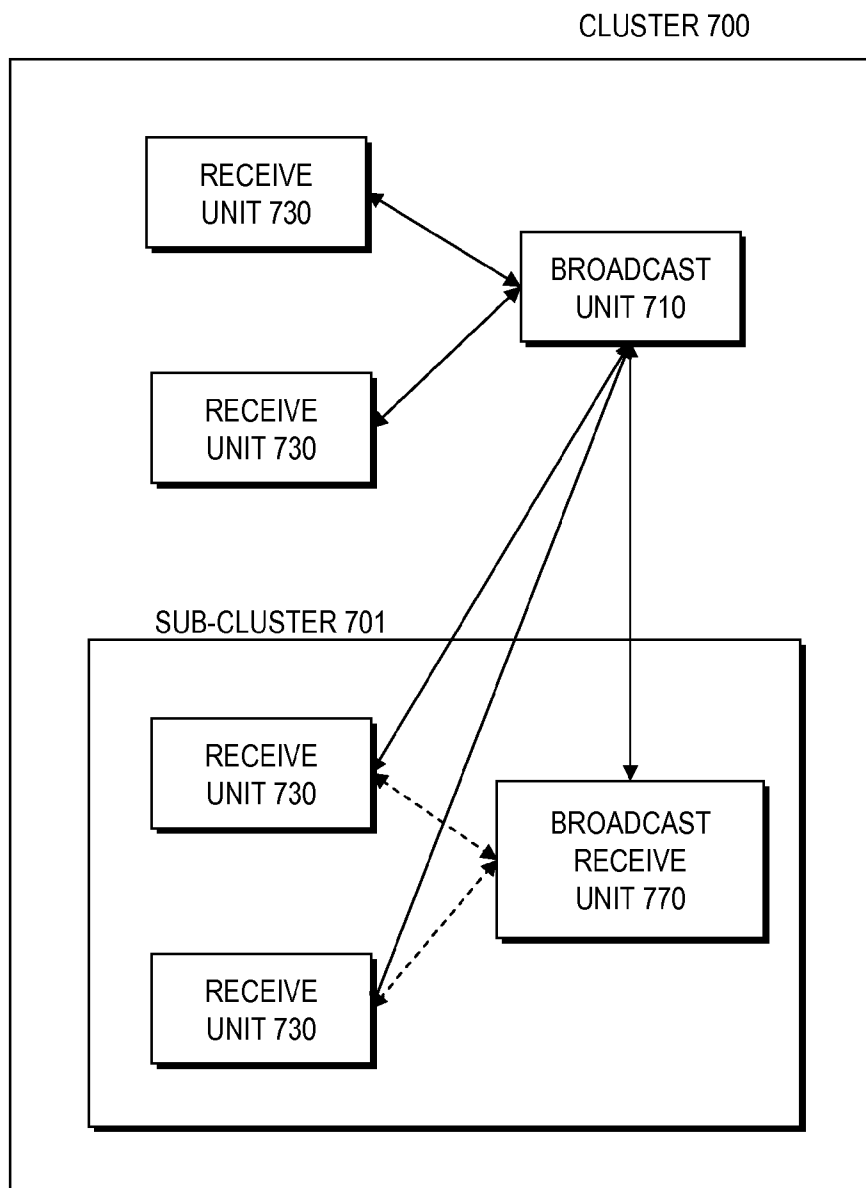 CLUSTER 700
RECEIVE
UNIT 730
BROADCAST
UNIT 710
RECEIVE
UNIT 730
SUB-CLUSTER 701
RECEIVE
UNIT 730
BROADCAST
RECEIVE
UNIT 770
RECEIVE
UNIT 730